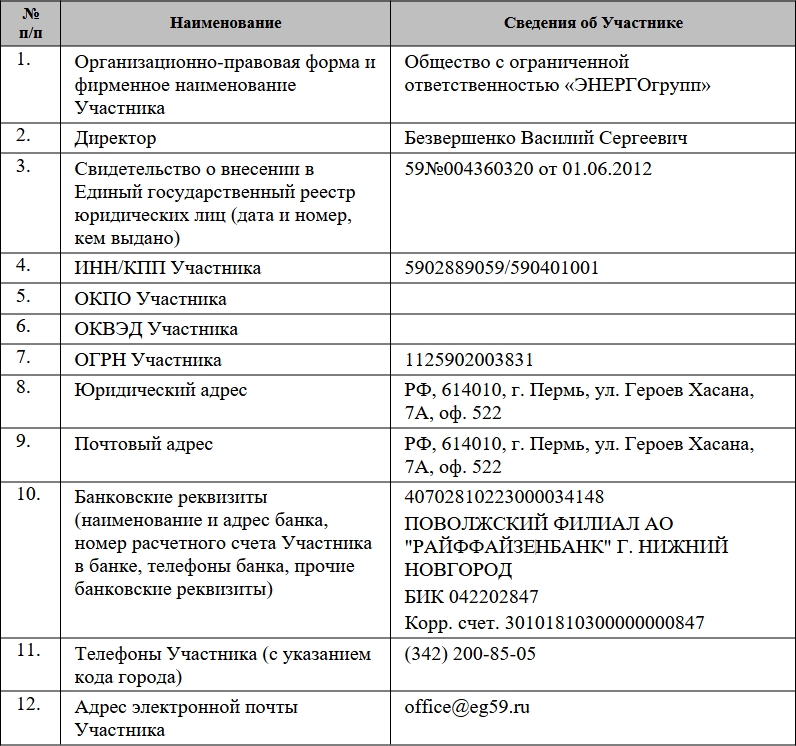 №
п/п
Наименование
Сведения об Участнике
1.
Организационно-правовая форма и
фирменное наименование
Участника
Общество с ограниченной
ответственностью «ЭНЕРГОгрупп»
2.
Директор
Безвершенко Василий Сергеевич
3.
Свидетельство о внесении в
Единый государственный реестр
юридических лиц (дата и номер,
кем выдано)
59№004360320 от 01.06.2012
4.
ИНН/КПП Участника
5902889059/590401001
5.
ОКПО Участника
6.
ОКВЭД Участника
7.
ОГРН Участника
1125902003831
8.
Юридический адрес
РФ, 614010, г. Пермь, ул. Героев Хасана,
7А, оф. 522
9.
Почтовый адрес
РФ, 614010, г. Пермь, ул. Героев Хасана,
7А, оф. 522
10.
Банковские реквизиты
(наименование и адрес банка,
номер расчетного счета Участника
в банке, телефоны банка, прочие
банковские реквизиты)
40702810223000034148
ПОВОЛЖСКИЙ ФИЛИАЛ АО
"РАЙФФАЙЗЕНБАНК" Г. НИЖНИЙ
НОВГОРОД
БИК 042202847
Корр. счет. 30101810300000000847
11.
Телефоны Участника (с указанием
кода города)
(342) 200-85-05
12.
Адрес электронной почты
Участника
office@eg59.ru